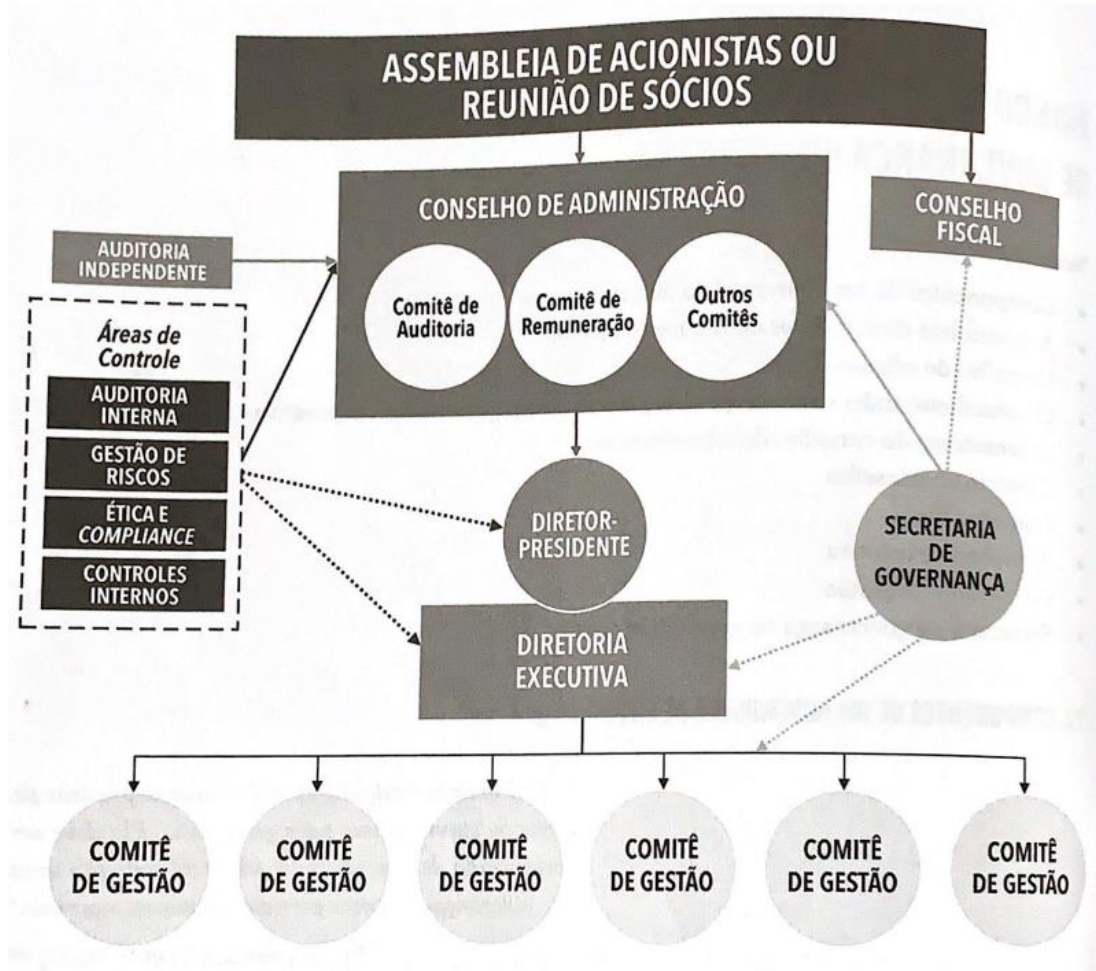 ASSEMBLEIA DE ACIONISTAS OU
REUNIÃO DE SÓCIOS
CONSELHO DE ADMINISTRAÇÃO
Comitê de
Auditoria
Comitê de
Remuneração
Outros
Comitês
CONSELHO
FISCAL
AUDITORIA
INDEPENDENTE
Áreas de
Controle
AUDITORIA
INTERNA
GESTÃO DE
RISCOS
ÉTICA E
COMPLIANCE
CONTROLES
INTERNOS
DIRETOR-
PRESIDENTE
SECRETARIA
DE
GOVERNANÇA
DIRETORIA
EXECUTIVA
COMITÊ
DE GESTÃO
COMITÊ
DE GESTÃO
COMITÊ
DE GESTÃO
COMITÊ
DE GESTÃO
COMITÊ
DE GESTÃO
COMITÊ
DE GESTÃO